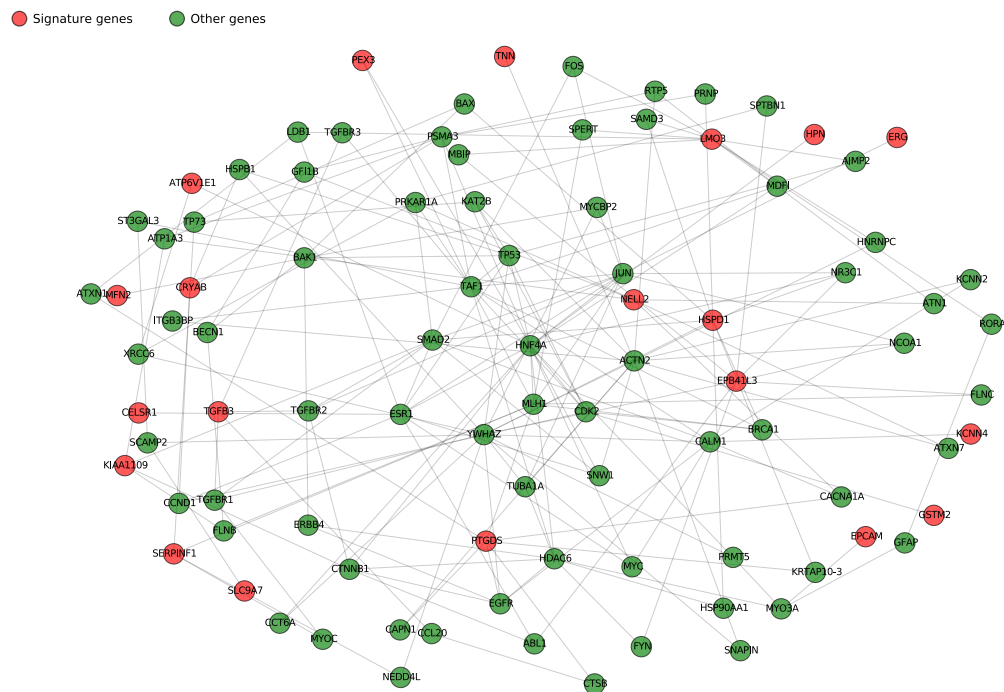 Signature genes
Other genes
PEX3
TNN
FOS
RTP5
PRNP
BAX
SPTBN1
SAMD3
LDB1
TGFBR3
PSMA3
SPERT
LMO3
HPN
ERG
MBIP
AIMP2
HSPB1
GFI1B
ATP6V1E1
MDFI
PRKAR1A
KAT2B
MYCBP2
ST3GAL3
TP73
ATP1A3
HNRNPC
BAK1
TP53
JUN
NR3C1
KCNN2
TAF1
ATXN1
MFN2
CRYAB
NELL2
ATN1
ITGB3BP
HSPD1
RORA
BECN1
SMAD2
HNF4A
NCOA1
XRCC6
ACTN2
EPB41L3
FLNC
CELSR1
TGFB3
TGFBR2
ESR1
MLH1
CDK2
BRCA1
KCNN4
YWHAZ
SCAMP2
CALM1
ATXN7
KIAA1109
SNW1
TUBA1A
CCND1
TGFBR1
CACNA1A
GSTM2
FLNB
ERBB4
EPCAM
PTGDS
GFAP
SERPINF1
HDAC6
PRMT5
CTNNB1
MYC
KRTAP10-3
SLC9A7
EGFR
HSP90AA1
MYO3A
CCT6A
CAPN1
CCL20
MYOC
ABL1
FYN
SNAPIN
NEDD4L
CTSB